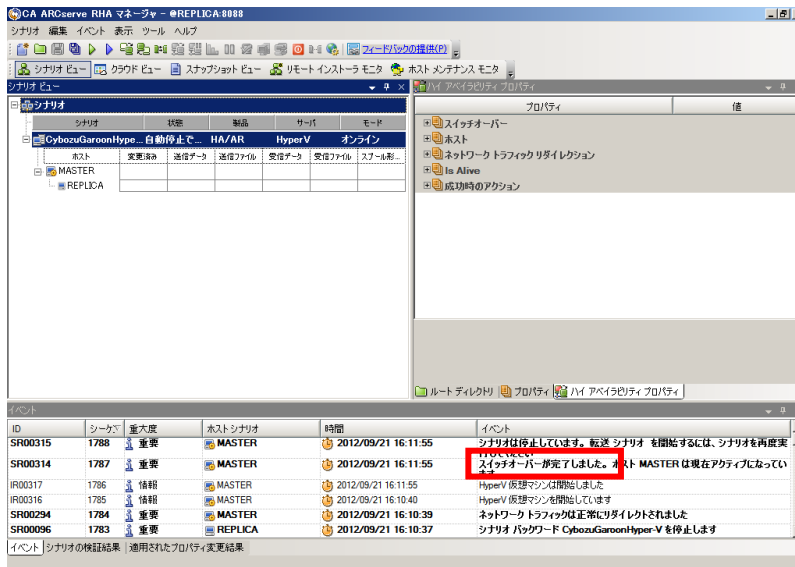 CA ARCserve RHA マネージャ - @REPLICA:8088
シナリオ 編集 イベント 表示 ツール ヘルプ
フィードバックの提供(P)
シナリオ ビュー クラウド ビュー スナップショット ビュー リモート インストーラ モニタ ホスト メンテナンス モニタ
シナリオ ビュー
シナリオ
シナリオ 状態 製品 サーバ モード
CybozuGaroonHype... 自動停止で... HA/AR HyperV オンライン
ホスト 変更済み 送信データ 送信ファイル 受信データ 受信ファイル スプール形...
MASTER
REPLICA
ハイ アベイラビリティ プロパティ
プロパティ 値
スイッチオーバー
ホスト
ネットワーク トラフィック リダイレクション
Is Alive
成功時のアクション
ルート ディレクトリ プロパティ ハイ アベイラビリティ プロパティ
イベント
ID シーケ 重大度 ホスト シナリオ 時間 イベント
SR00315 1788 重要 MASTER 2012/09/21 16:11:55 シナリオは停止しています。転送 シナリオ を開始するには、シナリオを再度実
行してください
SR00314 1787 重要 MASTER 2012/09/21 16:11:55 スイッチオーバーが完了しました。ホスト MASTER は現在アクティブになってい
ます
IR00317 1786 情報 MASTER 2012/09/21 16:11:55 HyperV 仮想マシンは開始しました
IR00316 1785 情報 MASTER 2012/09/21 16:10:40 HyperV 仮想マシンを開始しています
SR00294 1784 重要 MASTER 2012/09/21 16:10:39 ネットワーク トラフィックは正常にリダイレクトされました
SR00096 1783 重要 REPLICA 2012/09/21 16:10:37 シナリオ バックワード CybozuGaroonHyper-V を停止します
イベント シナリオの検証結果 適用されたプロパティ変更結果